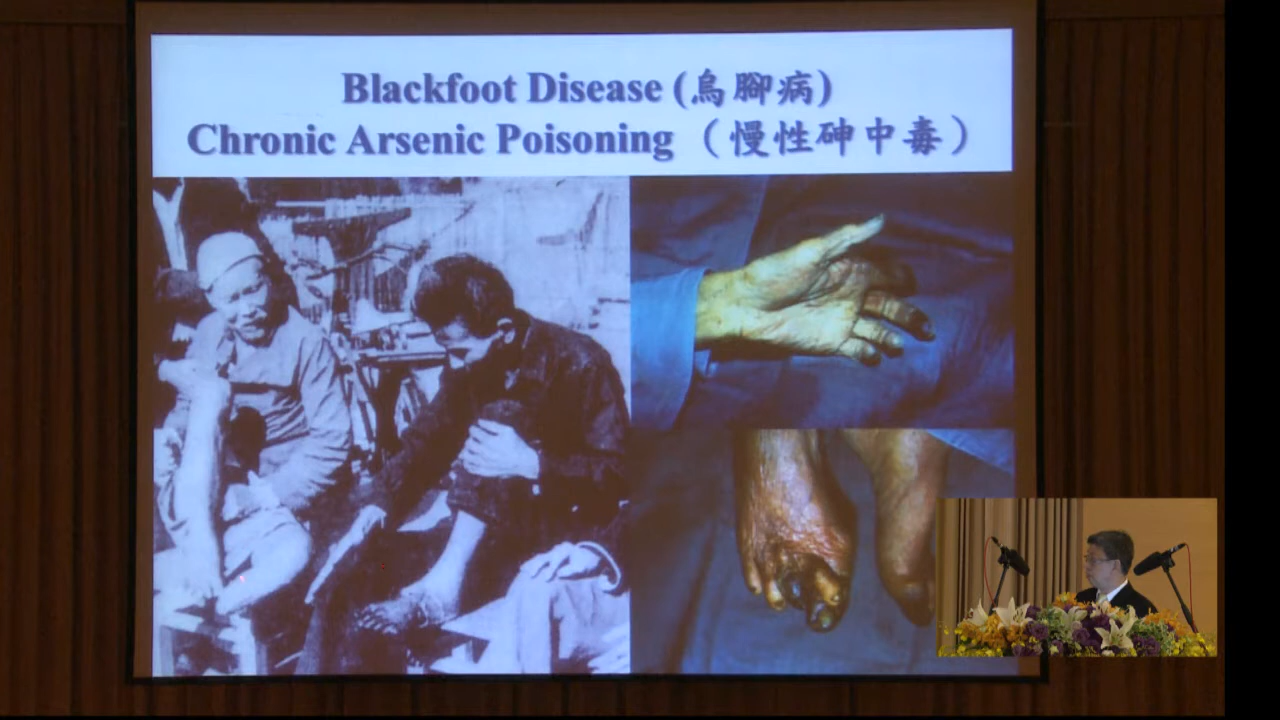 Blackfoot Disease (烏腳病)
Chronic Arsenic Poisoning （慢性砷中毒）